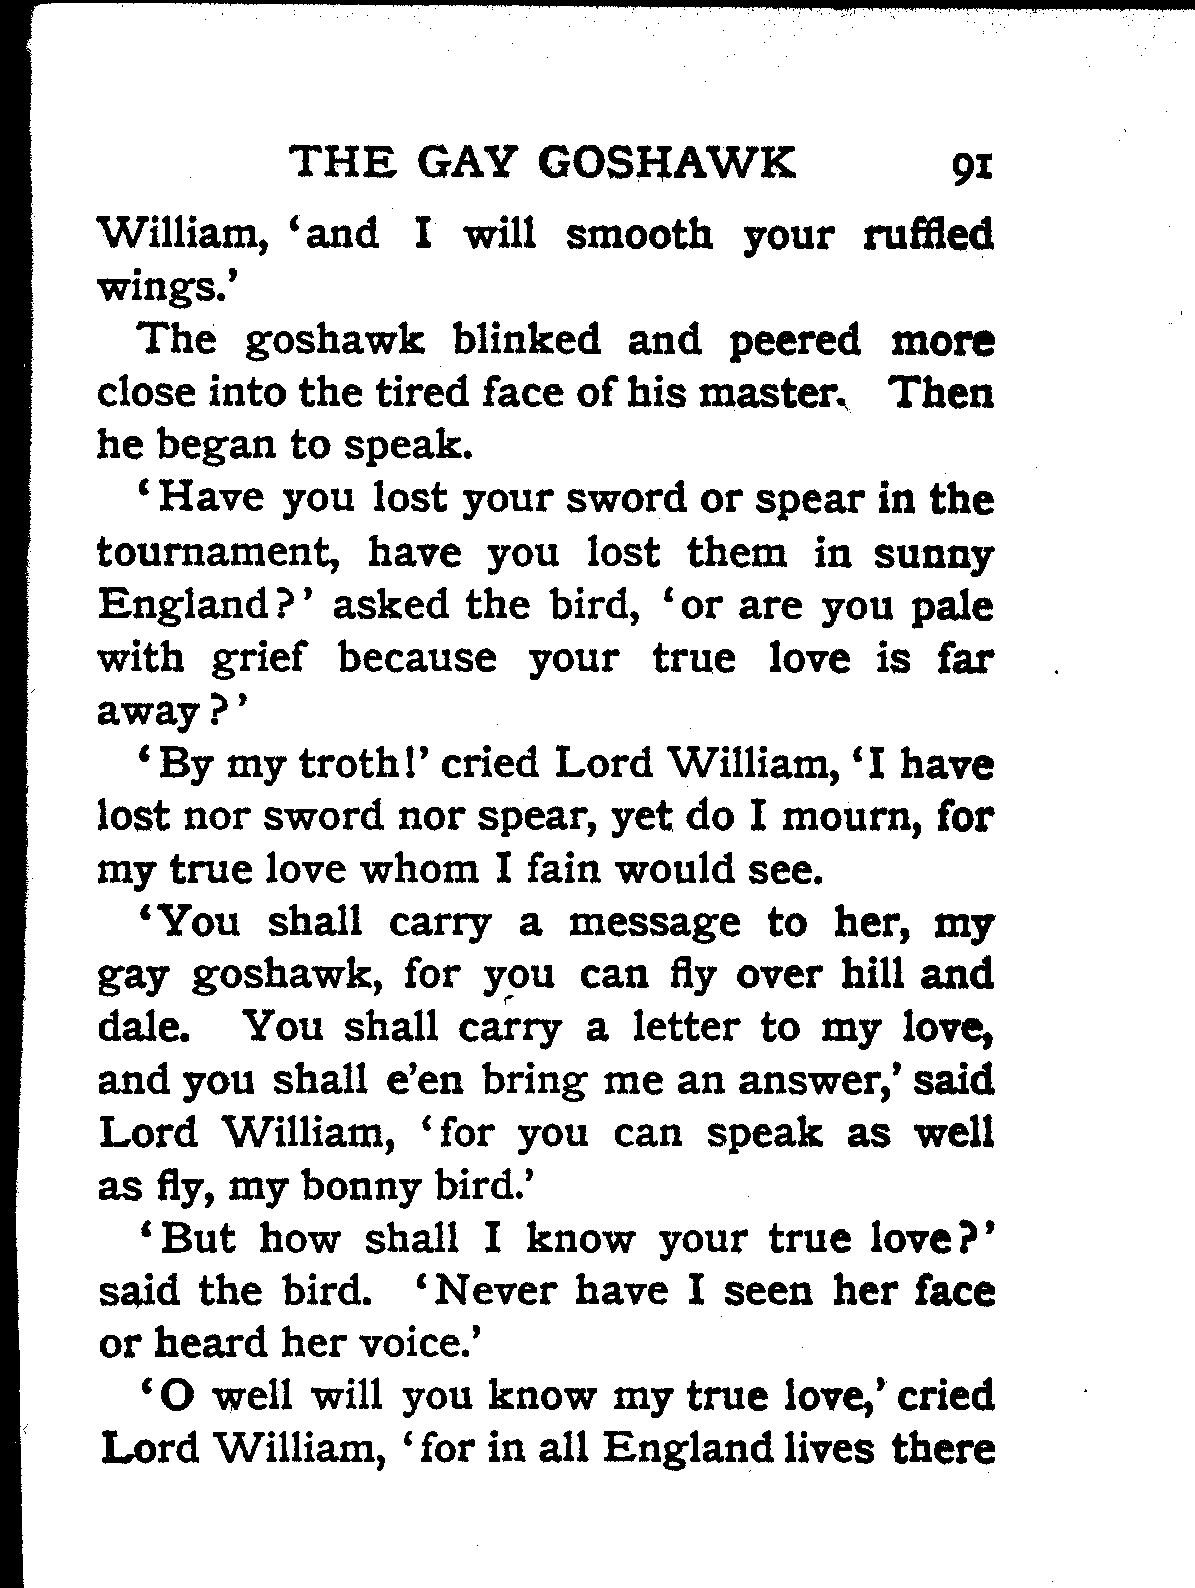 THE GAY GOSHAWK 91
William, ‘and I will smooth your ruffled
wings.’
The goshawk blinked and peered more
close into the tired face of his master. Then
he began to speak.
‘Have you lost your sword or spear in the
tournament, have you lost them in sunny
England?’ asked the bird, ‘or are you pale
with grief because your true love is far
away?’
‘By my troth!’ cried Lord William, ‘I have
lost nor sword nor spear, yet do I mourn, for
my true love whom I fain would see.
‘You shall carry a message to her, my
gay goshawk, for you can fly over hill and
dale. You shall carry a letter to my love,
and you shall e’en bring me an answer,’ said
Lord William, ‘for you can speak as well
as fly, my bonny bird.’
‘But how shall I know your true love?’
said the bird. ‘Never have I seen her face
or heard her voice.’
‘O well will you know my true love,’ cried
Lord William, ‘for in all England lives there